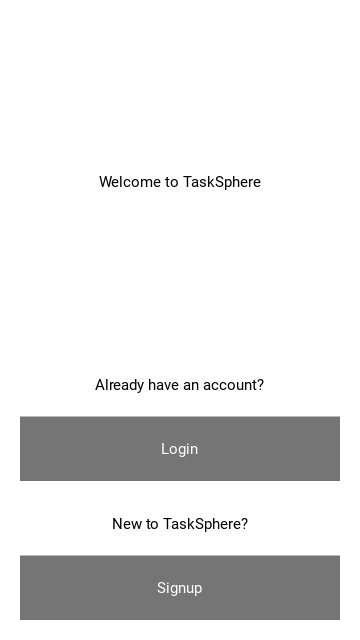 Welcome to TaskSphere
Already have an account?
Login
New to TaskSphere?
Signup